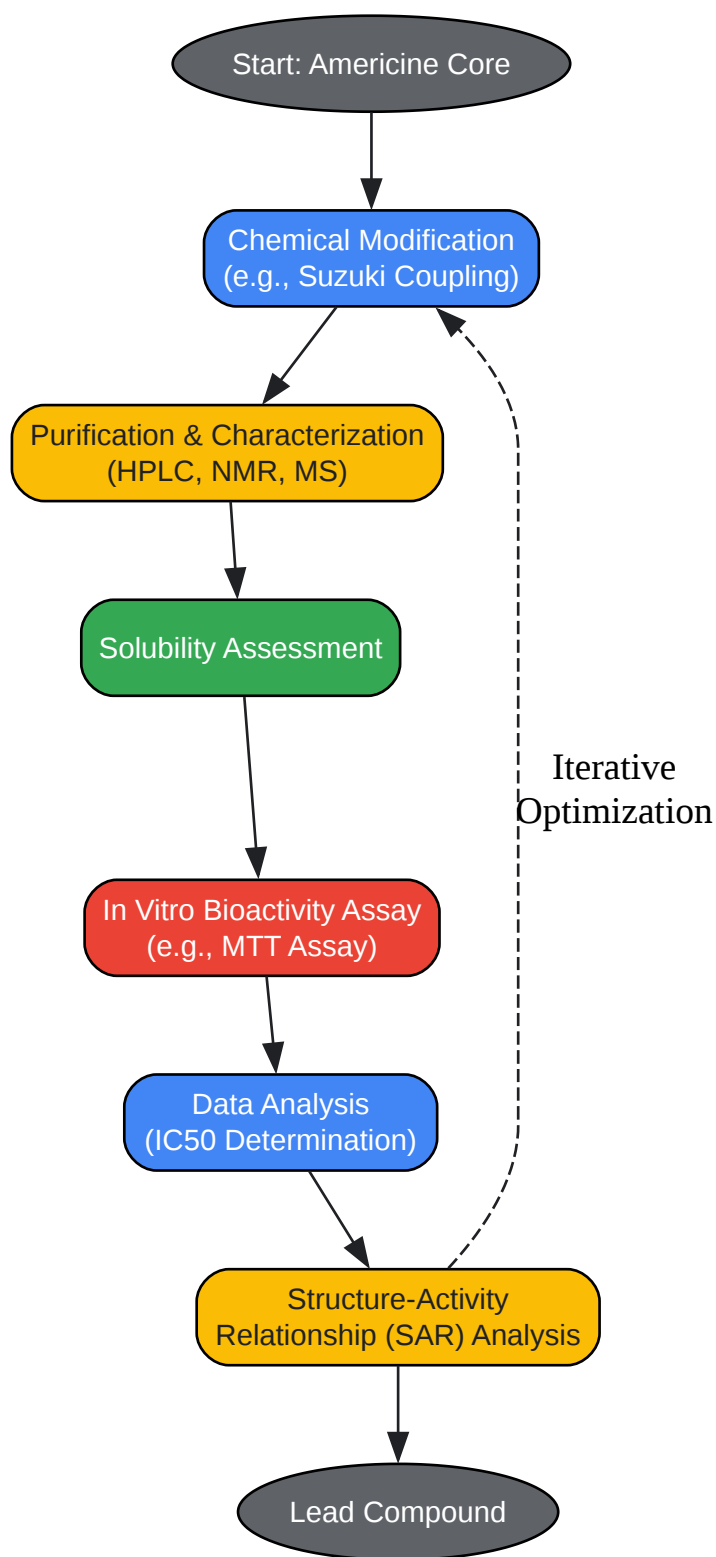 Start: Americine Core
Chemical Modification
(e.g., Suzuki Coupling)
Purification & Characterization
(HPLC, NMR, MS)
Solubility Assessment
Iterative
Optimization
In Vitro Bioactivity Assay
(e.g., MTT Assay)
Data Analysis
(IC50 Determination)
Structure-Activity
Relationship (SAR) Analysis
Lead Compound